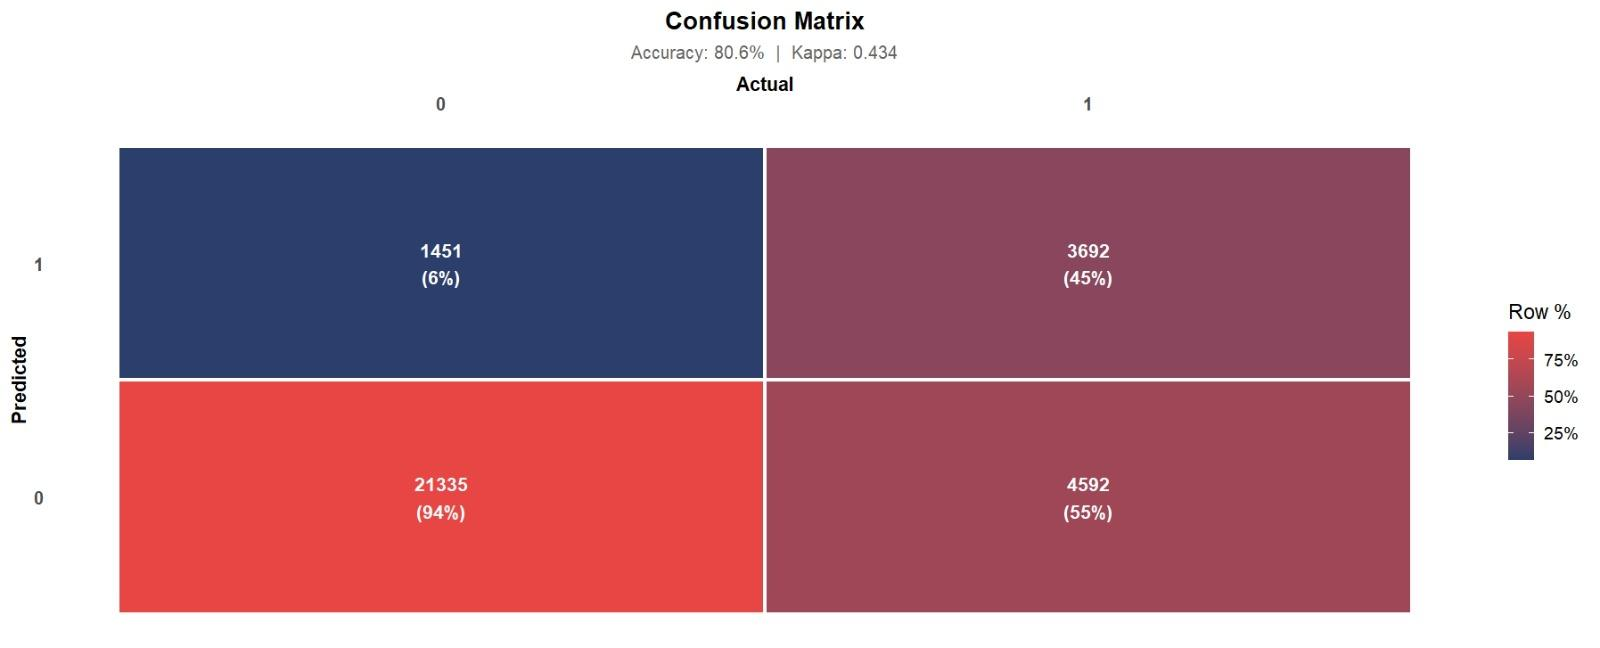 Confusion Matrix
Accuracy: 80.6% | Kappa: 0.434
Actual
0 1
Predicted
1
1451
(6%)
3692
(45%)
0
21335
(94%)
4592
(55%)
Row %
75%
50%
25%